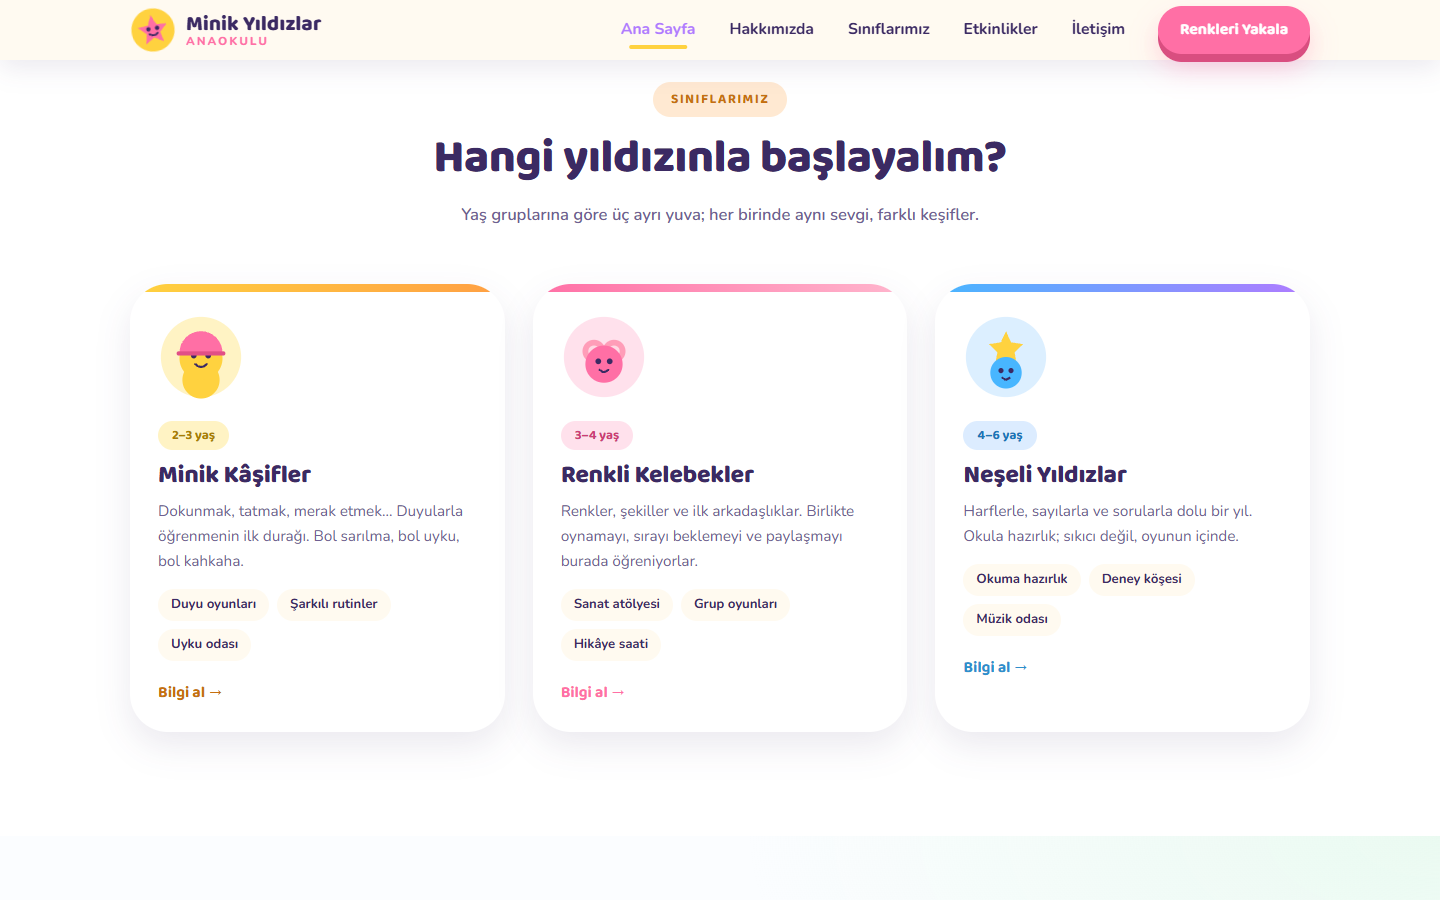 Minik Yıldızlar
ANAOKULU
Ana Sayfa
Hakkımızda
Sınıflarımız
Etkinlikler
İletişim
Renkleri Yakala
SINIFLARIMIZ
Hangi yıldızınla başlayalım?
Yaş gruplarına göre üç ayrı yuva; her birinde aynı sevgi, farklı keşifler.
2–3 yaş
Minik Kâşifler
Dokunmak, tatmak, merak etmek… Duyularla
öğrenmenin ilk durağı. Bol sarılma, bol uyku,
bol kahkaha.
Duyu oyunları
Şarkılı rutinler
Uyku odası
Bilgi al →
3–4 yaş
Renkli Kelebekler
Renkler, şekiller ve ilk arkadaşlıklar. Birlikte
oynamayı, sırayı beklemeyi ve paylaşmayı
burada öğreniyorlar.
Sanat atölyesi
Grup oyunları
Hikâye saati
Bilgi al →
4–6 yaş
Neşeli Yıldızlar
Harflerle, sayılarla ve sorularla dolu bir yıl.
Okula hazırlık; sıkıcı değil, oyunun içinde.
Okuma hazırlık
Deney köşesi
Müzik odası
Bilgi al →